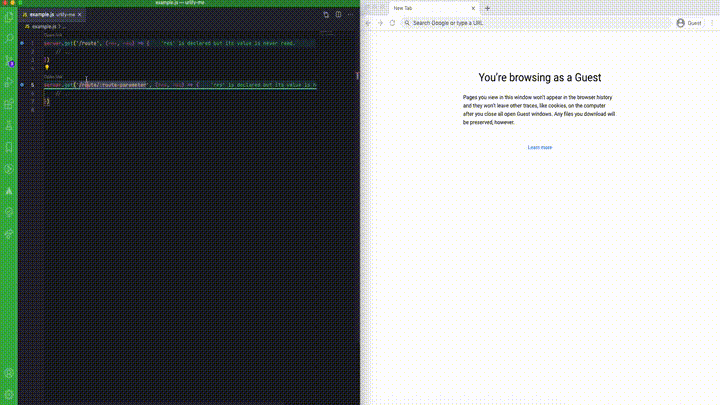 example.js — urlfy-me
example.js urlfy-me ×
example.js > ...
1 server.get('/route', (req, res) => { 'res' is declared but its value is never read.
2 // ...
3 })
4
5 server.get('/route/:route-parameter', (req, res) => { 'res' is declared but its value is n
6 //
7 })
8
New Tab × +
Search Google or type a URL
Guest
You're browsing as a Guest
Pages you view in this window won't appear in the browser history
and they won't leave other traces, like cookies, on the computer
after you close all open Guest windows. Any files you download will
be preserved, however.
Learn more